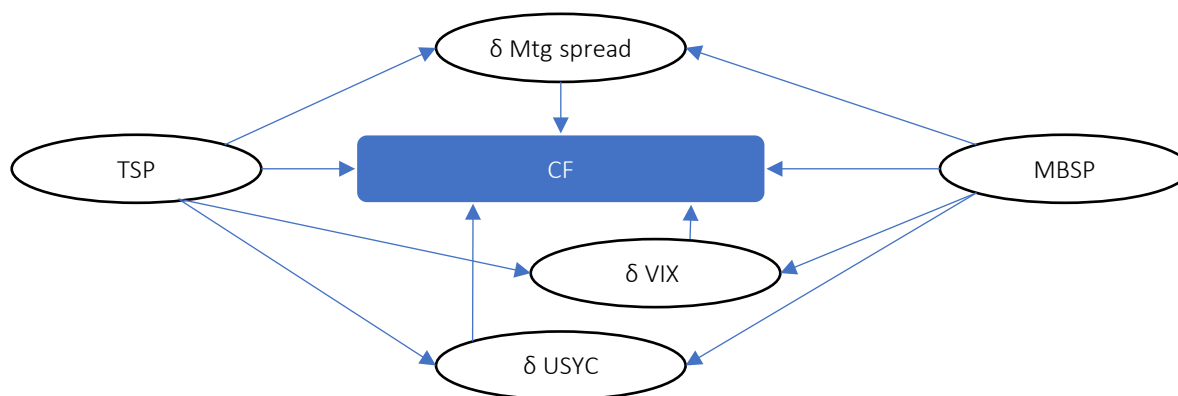 δ Mtg spread
TSP
CF
MBSP
δ VIX
δ USYC